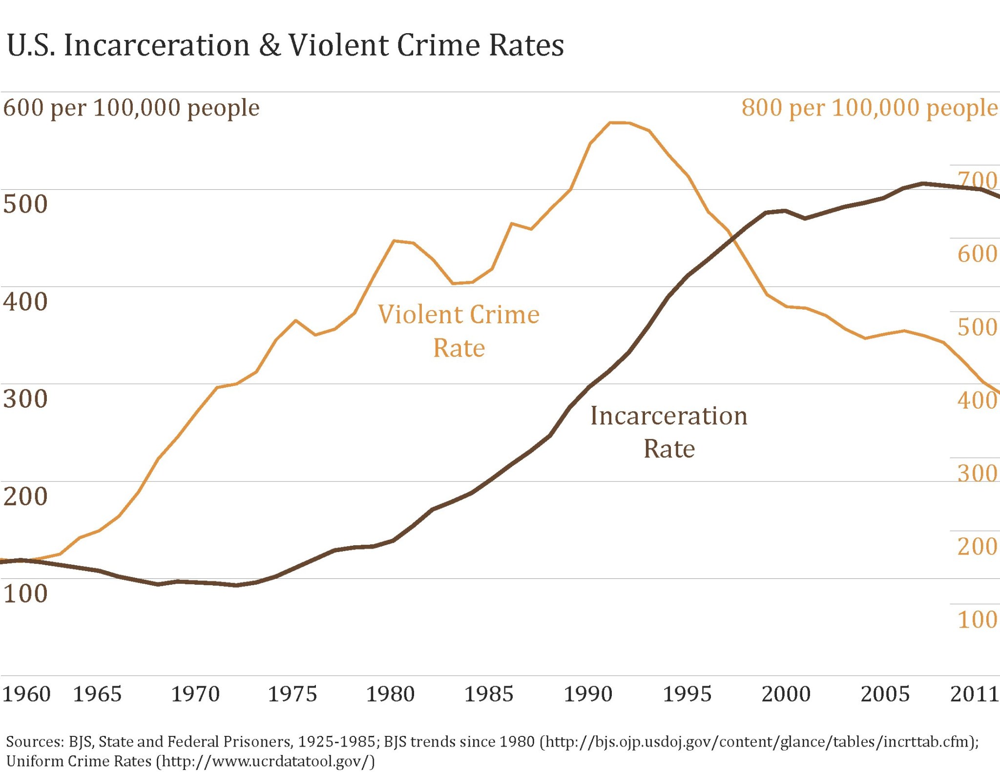 U.S. Incarceration & Violent Crime Rates
600 per 100,000 people
800 per 100,000 people
700
500
600
400
Violent Crime
Rate
500
300
400
Incarceration
Rate
300
200
200
100
100
1960 1965 1970 1975 1980 1985 1990 1995 2000 2005 2011
Sources: BJS, State and Federal Prisoners, 1925-1985; BJS trends since 1980 (http://bjs.ojp.usdoj.gov/content/glance/tables/incrttab.cfm);
Uniform Crime Rates (http://www.ucrdatatool.gov/)